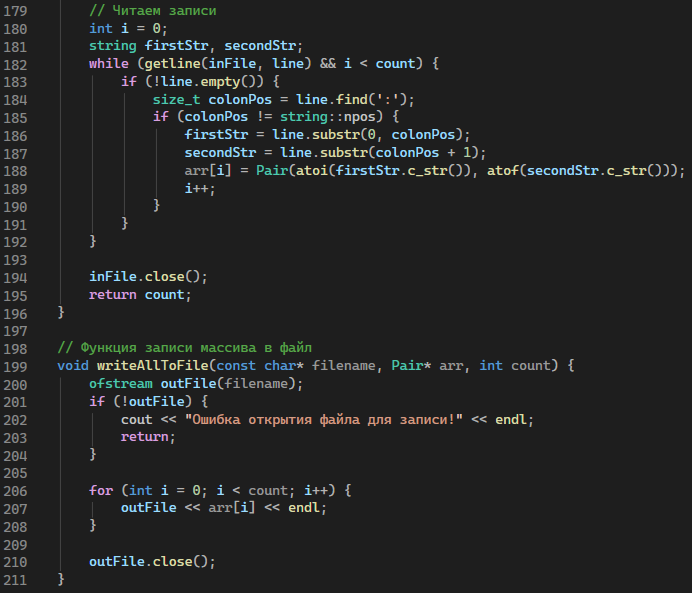 179 // Читаем записи
180 int i = 0;
181 string firstStr, secondStr;
182 while (getline(inFile, line) && i < count) {
183 if (!line.empty()) {
184 size_t colonPos = line.find(':');
185 if (colonPos != string::npos) {
186 firstStr = line.substr(0, colonPos);
187 secondStr = line.substr(colonPos + 1);
188 arr[i] = Pair(atoi(firstStr.c_str()), atof(secondStr.c_str()));
189 i++;
190 }
191 }
192 }
193
194 inFile.close();
195 return count;
196 }
197
198 // Функция записи массива в файл
199 void writeAllToFile(const char* filename, Pair* arr, int count) {
200 ofstream outFile(filename);
201 if (!outFile) {
202 cout << "Ошибка открытия файла для записи!" << endl;
203 return;
204 }
205
206 for (int i = 0; i < count; i++) {
207 outFile << arr[i] << endl;
208 }
209
210 outFile.close();
211 }